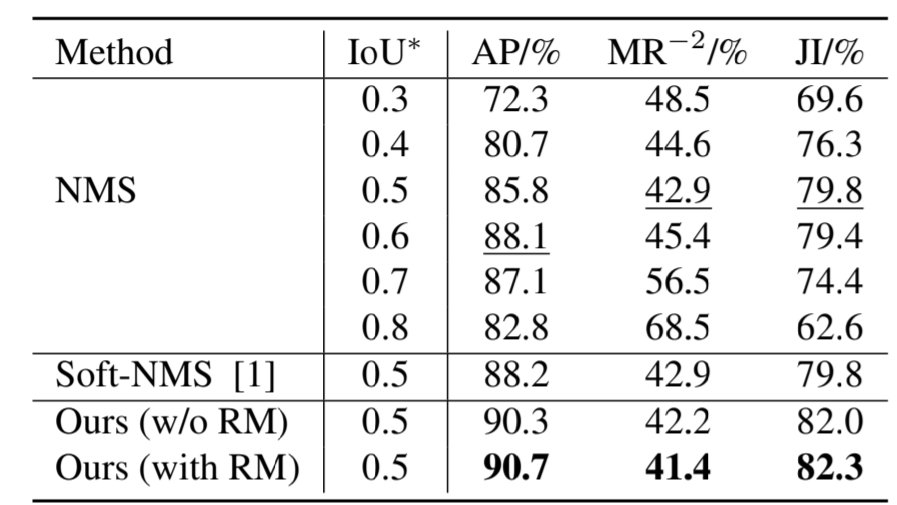 Method IoU* AP/% MR⁻²/% JI/%
0.3 72.3 48.5 69.6
0.4 80.7 44.6 76.3
NMS 0.5 85.8 42.9 79.8
0.6 88.1 45.4 79.4
0.7 87.1 56.5 74.4
0.8 82.8 68.5 62.6
Soft-NMS [1] 0.5 88.2 42.9 79.8
Ours (w/o RM) 0.5 90.3 42.2 82.0
Ours (with RM) 0.5 90.7 41.4 82.3